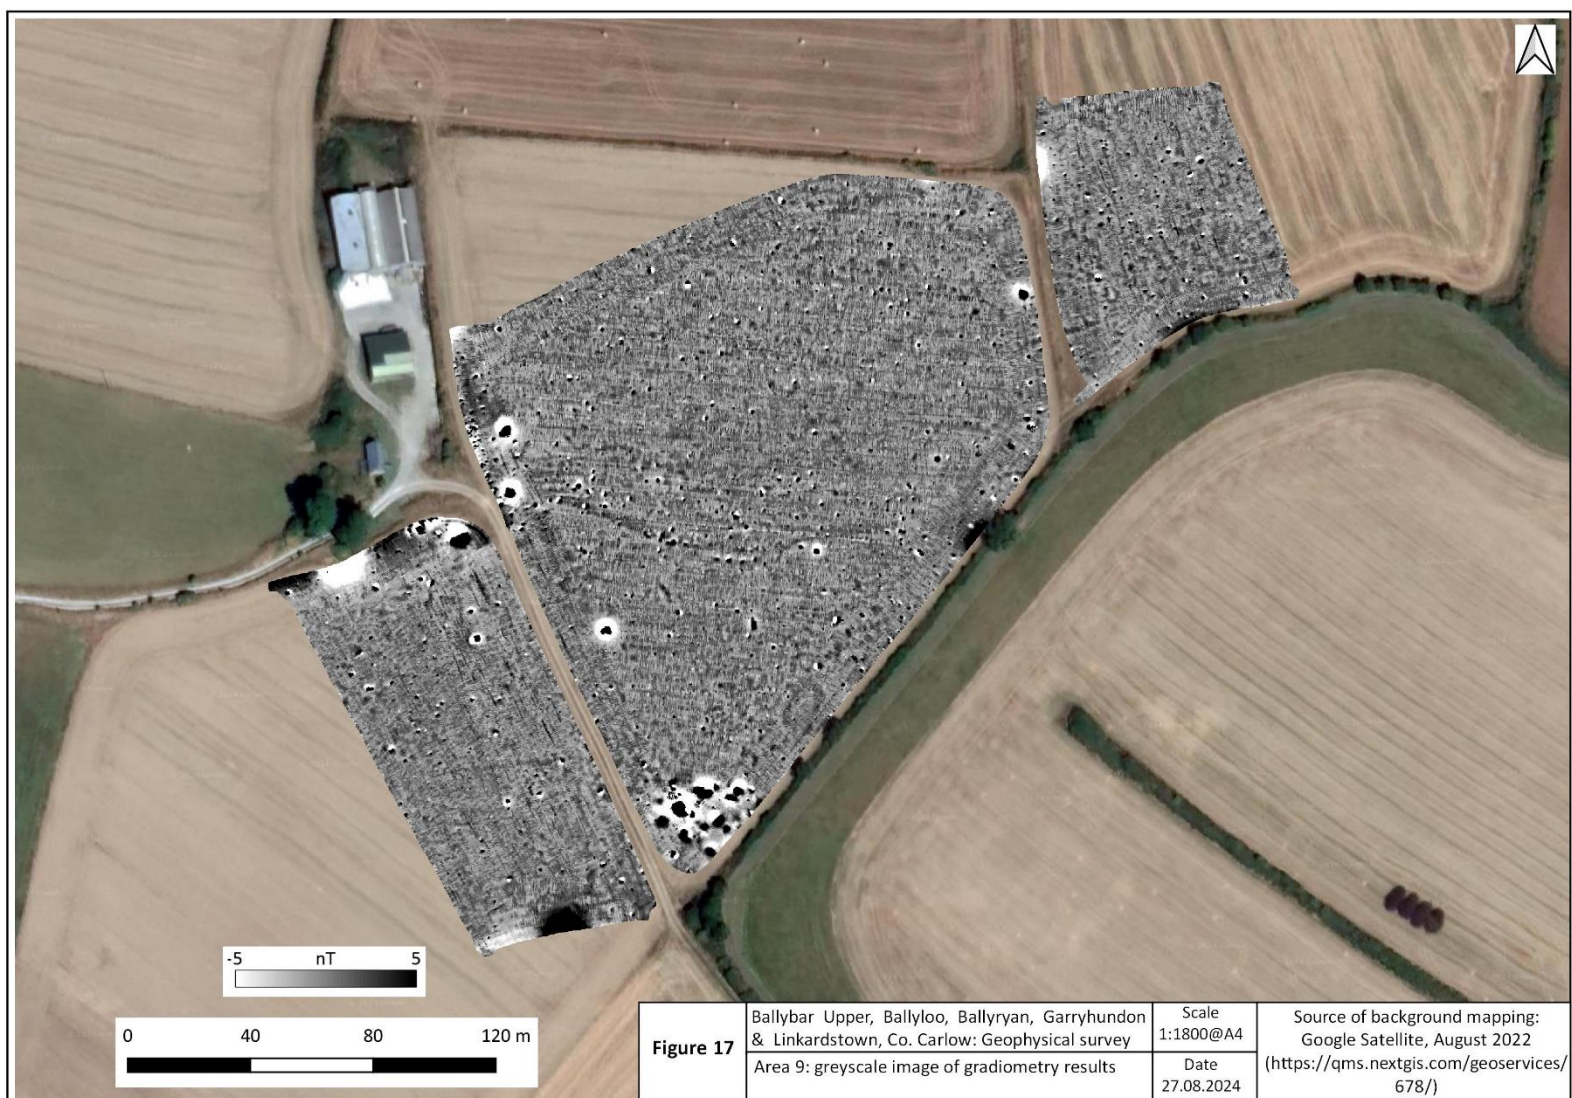 -5 nT 5
0 40 80 120 m
Figure 17
Ballybar Upper, Ballyloo, Ballyryan, Garryhundon
& Linkardstown, Co. Carlow: Geophysical survey
Area 9: greyscale image of gradiometry results
Scale
1:1800@A4
Date
27.08.2024
Source of background mapping:
Google Satellite, August 2022
(https://qms.nextgis.com/geoservices/
678/)